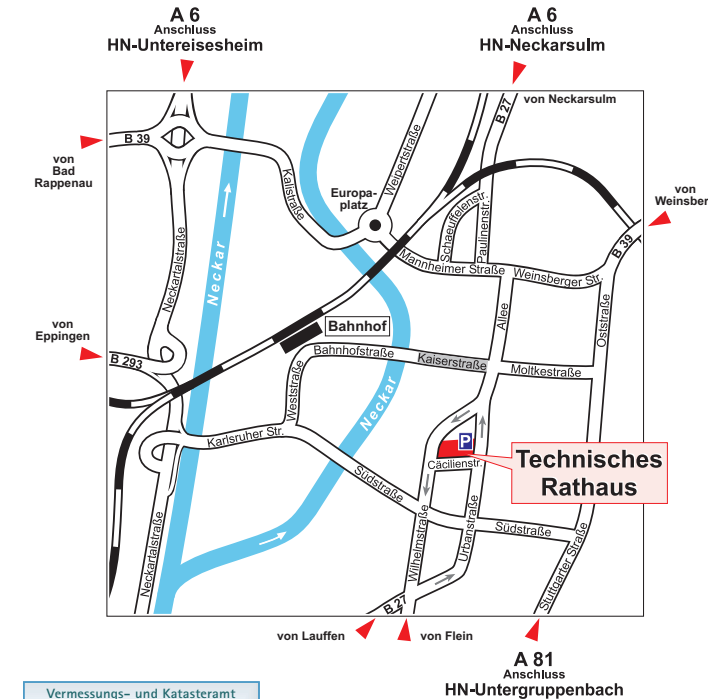 A 6
Anschluss
HN-Untereisesheim
A 6
Anschluss
HN-Neckarsulm
von Neckarsulm
B 27
B 39
von
Bad
Rappenau
Kalistraße
Europa-
platz
Weipertstraße
Schaeuffelenstr.
Paulinenstr.
von
Weinsber
B 39
Neckartalstraße
Neckar
Mannheimer Straße
Weinsberger Str.
Allee
Oststraße
von
Eppingen
B 293
Bahnhof
Bahnhofstraße
Kaiserstraße
Moltkestraße
Weststraße
Neckar
Karlsruher Str.
P
Cäcilienstr.
Technisches
Rathaus
Südstraße
Südstraße
Wilhelmstraße
Urbanstraße
Stuttgarter Straße
Neckartalstraße
B 27
von Lauffen
von Flein
A 81
Anschluss
HN-Untergruppenbach
Vermessungs- und Katasteramt